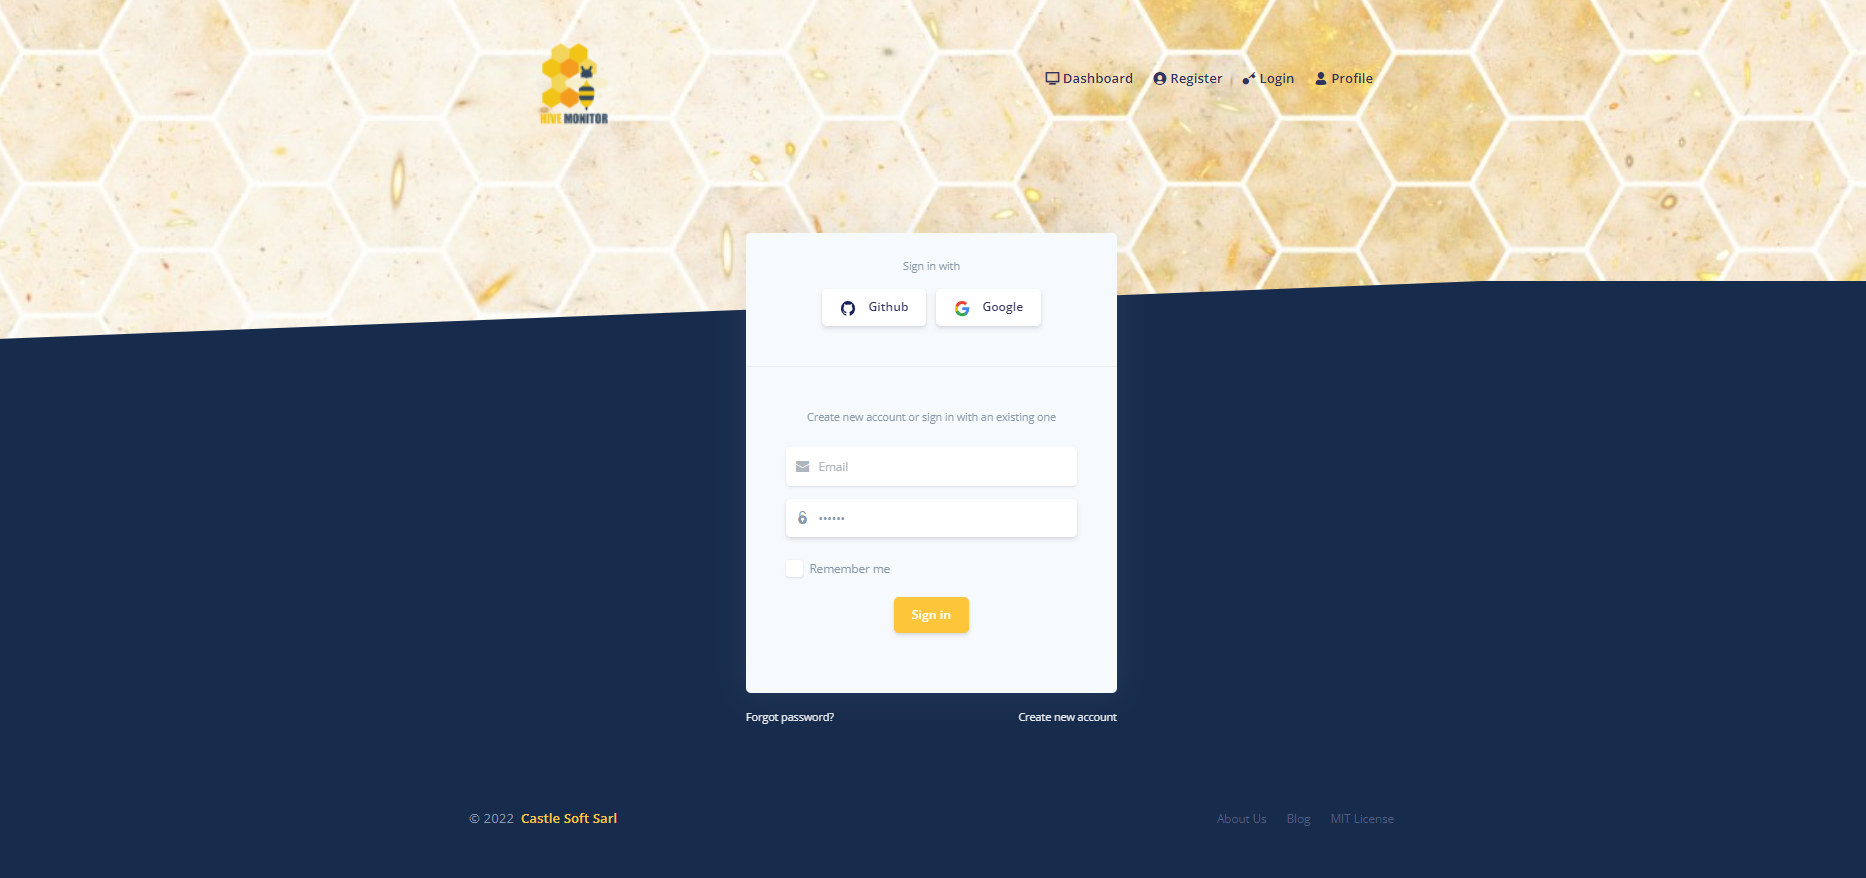 HIVE MONITOR
Dashboard Register Login Profile
Sign in with
Github Google
Create new account or sign in with an existing one
Email
••••••
Remember me
Sign in
Forgot password? Create new account
© 2022 Castle Soft Sarl About Us Blog MIT License